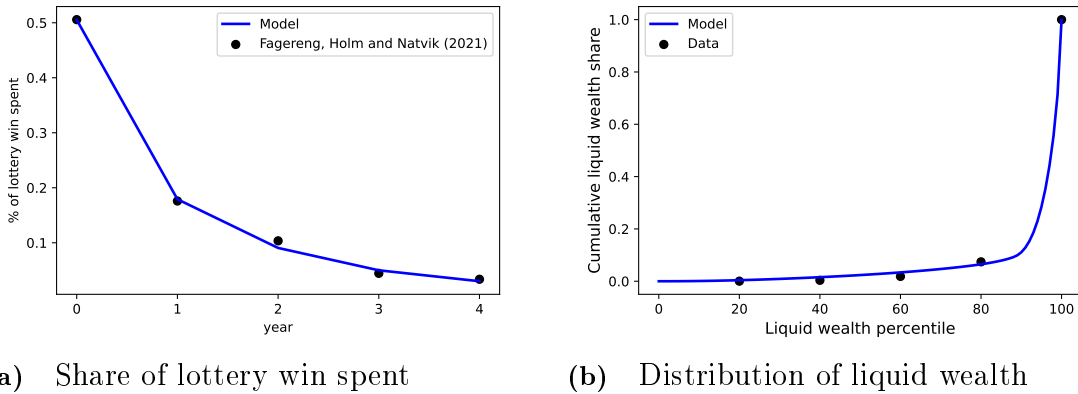 0.5
0.4
0.3
0.2
0.1
% of lottery win spent
Model
Fagereng, Holm and Natvik (2021)
0 1 2 3 4
year
a) Share of lottery win spent
1.0
0.8
0.6
0.4
0.2
0.0
Cumulative liquid wealth share
Model
Data
0 20 40 60 80 100
Liquid wealth percentile
(b) Distribution of liquid wealth